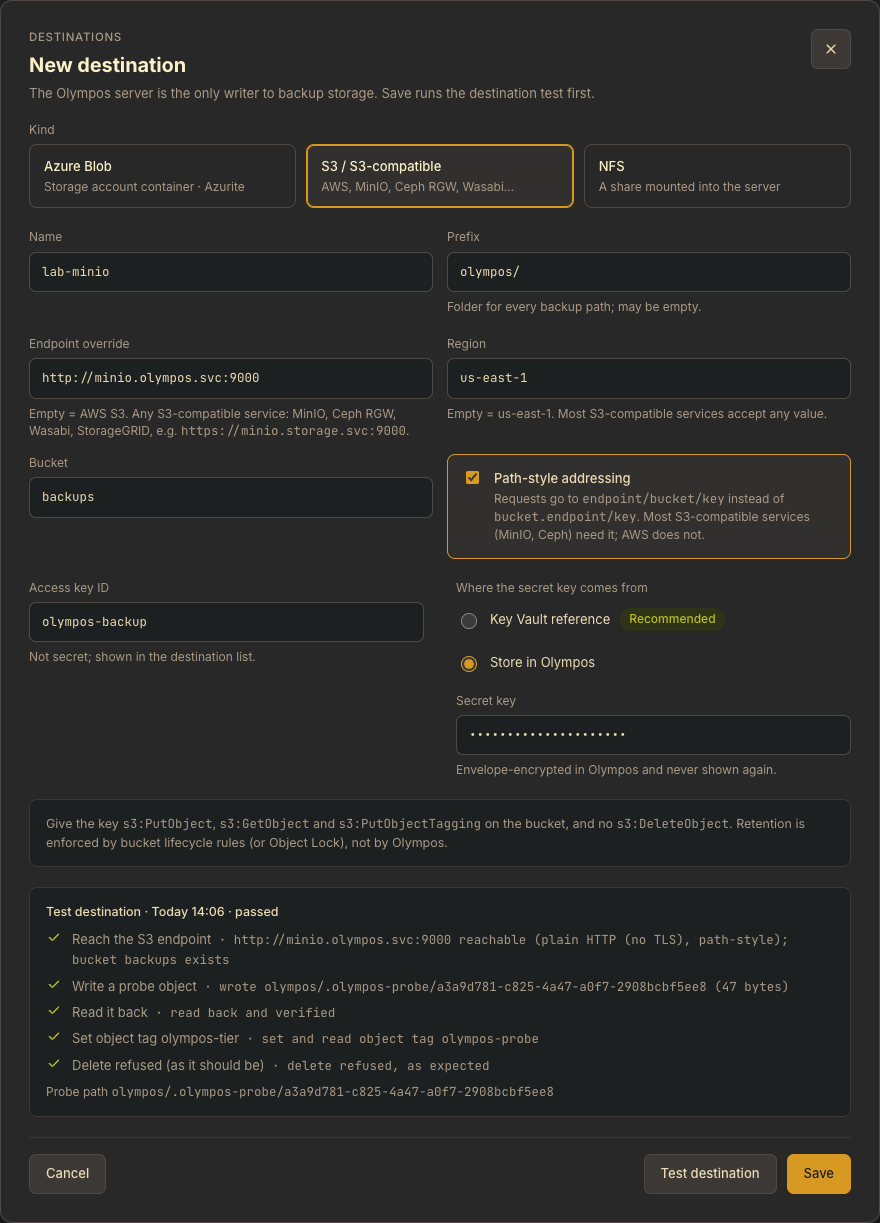 DESTINATIONS
New destination
The Olympos server is the only writer to backup storage. Save runs the destination test first.
Kind
Azure Blob
Storage account container · Azurite
S3 / S3-compatible
AWS, MinIO, Ceph RGW, Wasabi...
NFS
A share mounted into the server
Name
lab-minio
Prefix
olympos/
Folder for every backup path; may be empty.
Endpoint override
http://minio.olympos.svc:9000
Empty = AWS S3. Any S3-compatible service: MinIO, Ceph RGW,
Wasabi, StorageGRID, e.g. https://minio.storage.svc:9000.
Region
us-east-1
Empty = us-east-1. Most S3-compatible services accept any value.
Bucket
backups
Path-style addressing
Requests go to endpoint/bucket/key instead of
bucket.endpoint/key. Most S3-compatible services
(MinIO, Ceph) need it; AWS does not.
Access key ID
olympos-backup
Not secret; shown in the destination list.
Where the secret key comes from
Key Vault reference Recommended
Store in Olympos
Secret key
•••••••••••••••••••••
Envelope-encrypted in Olympos and never shown again.
Give the key s3:PutObject, s3:GetObject and s3:PutObjectTagging on the bucket, and no s3:DeleteObject. Retention is
enforced by bucket lifecycle rules (or Object Lock), not by Olympos.
Test destination · Today 14:06 · passed
Reach the S3 endpoint · http://minio.olympos.svc:9000 reachable (plain HTTP (no TLS), path-style);
bucket backups exists
Write a probe object · wrote olympos/.olympos-probe/a3a9d781-c825-4a47-a0f7-2908bcbf5ee8 (47 bytes)
Read it back · read back and verified
Set object tag olympos-tier · set and read object tag olympos-probe
Delete refused (as it should be) · delete refused, as expected
Probe path olympos/.olympos-probe/a3a9d781-c825-4a47-a0f7-2908bcbf5ee8
Cancel
Test destination
Save